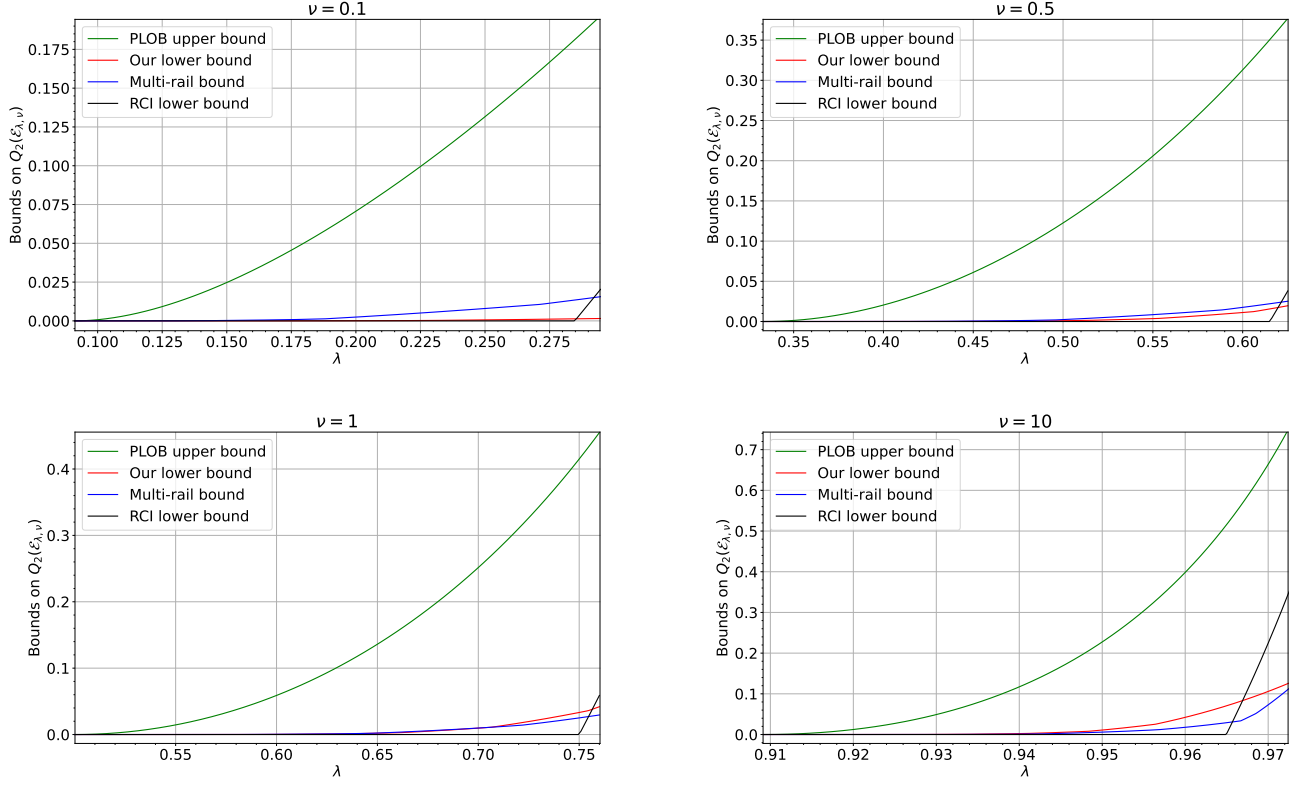 ν = 0.1
PLOB upper bound
Our lower bound
Multi-rail bound
RCI lower bound
Bounds on Q₂(ℰ_{λ,ν})
0.175
0.150
0.125
0.100
0.075
0.050
0.025
0.000
0.100 0.125 0.150 0.175 0.200 0.225 0.250 0.275
λ
ν = 0.5
PLOB upper bound
Our lower bound
Multi-rail bound
RCI lower bound
Bounds on Q₂(ℰ_{λ,ν})
0.35
0.30
0.25
0.20
0.15
0.10
0.05
0.00
0.35 0.40 0.45 0.50 0.55 0.60
λ
ν = 1
PLOB upper bound
Our lower bound
Multi-rail bound
RCI lower bound
Bounds on Q₂(ℰ_{λ,ν})
0.4
0.3
0.2
0.1
0.0
0.55 0.60 0.65 0.70 0.75
λ
ν = 10
PLOB upper bound
Our lower bound
Multi-rail bound
RCI lower bound
Bounds on Q₂(ℰ_{λ,ν})
0.7
0.6
0.5
0.4
0.3
0.2
0.1
0.0
0.91 0.92 0.93 0.94 0.95 0.96 0.97
λ